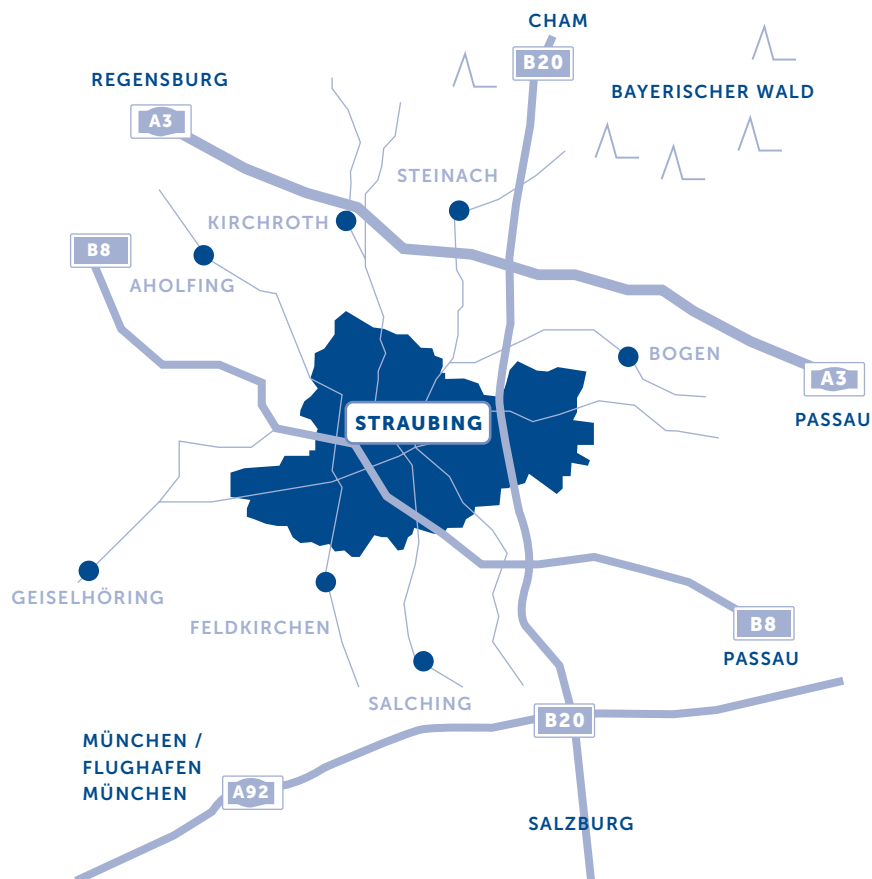 CHAM
B20
REGENSBURG
BAYERISCHER WALD
A3
STEINACH
KIRCHROTH
B8
AHOLFING
BOGEN
A3
PASSAU
STRAUBING
GEISELHÖRING
FELDKIRCHEN
B8
PASSAU
SALCHING
B20
MÜNCHEN /
FLUGHAFEN
MÜNCHEN
A92
SALZBURG